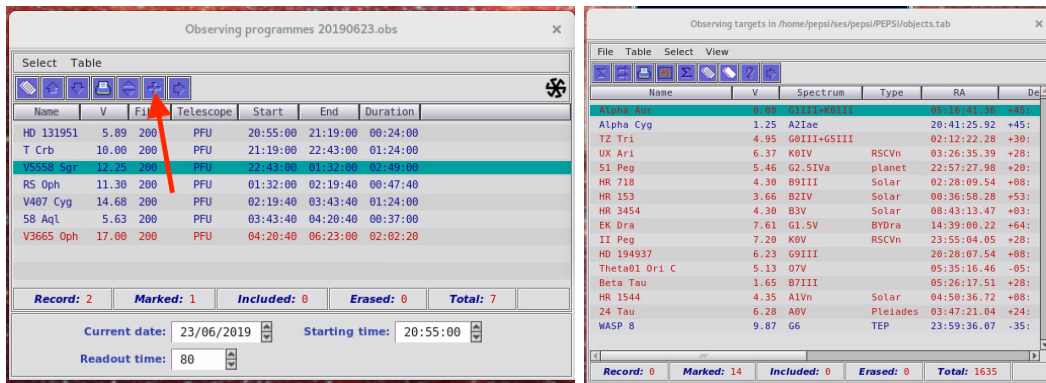 Observing programmes 20190623.obs
Select Table
Name V Telescope Start End Duration
HD 131951 5.89 200 PFU 20:55:00 21:19:00 00:24:00
T Crb 10.00 200 PFU 21:19:00 22:43:00 01:24:00
V5558 Sgr 12.25 200 PFU 22:43:00 01:32:00 02:49:00
RS Oph 11.30 200 PFU 01:32:00 02:19:40 00:47:40
V407 Cyg 14.68 200 PFU 02:19:40 03:43:40 01:24:00
58 Aql 5.63 200 PFU 03:43:40 04:20:40 00:37:00
V3665 Oph 17.00 200 PFU 04:20:40 06:23:00 02:02:20
Record: 2 Marked: 1 Included: 0 Erased: 0 Total: 7
Current date: 23/06/2019 Starting time: 20:55:00
Readout time: 80
Observing targets in /home/pepsi/ses/pepsi/PEPSI/objects.tab
File Table Select View
Name V Spectrum Type RA De
Alpha Aur 0.08 G1III+K0III 05:16:41.36 +45:
Alpha Cyg 1.25 A2Iae 20:41:25.92 +45:
TZ Tri 4.95 G0III+G5III 02:12:22.28 +30:
UX Ari 6.37 K0IV RSCVn 03:26:35.39 +28:
51 Peg 5.46 G2.5IVa planet 22:57:27.98 +20:
HR 718 4.30 B9III Solar 02:28:09.54 +08:
HR 153 3.66 B2IV Solar 00:36:58.28 +53:
HR 3454 4.30 B3V Solar 08:43:13.47 +03:
EK Dra 7.61 G1.5V BYDra 14:39:00.22 +64:
II Peg 7.20 K0V RSCVn 23:55:04.05 +28:
HD 194937 6.23 G9III 20:28:07.54 +08:
Theta01 Ori C 5.13 O7V 05:35:16.46 -05:
Beta Tau 1.65 B7III 05:26:17.51 +28:
HR 1544 4.35 A1Vn Solar 04:50:36.72 +08:
24 Tau 6.28 A0V Pleiades 03:47:21.04 +24:
WASP 8 9.87 G6 TEP 23:59:36.07 -35:
Record: 0 Marked: 14 Included: 0 Erased: 0 Total: 1635